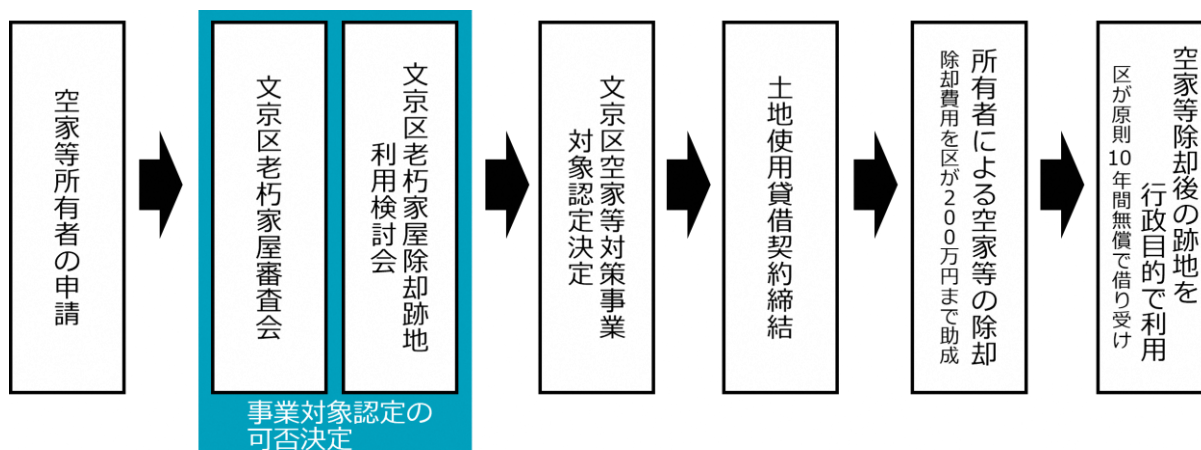 空家等所有者の申請
文京区老朽家屋審査会
文京区老朽家屋除却跡地
利用検討会
事業対象認定の
可否決定
文京区空家等対策事業
対象認定決定
土地使用貸借契約締結
所有者による空家等の除却
除却費用を区が200万円まで助成
空家等除却後の跡地を
行政目的で利用
区が原則10年間無償で借り受け